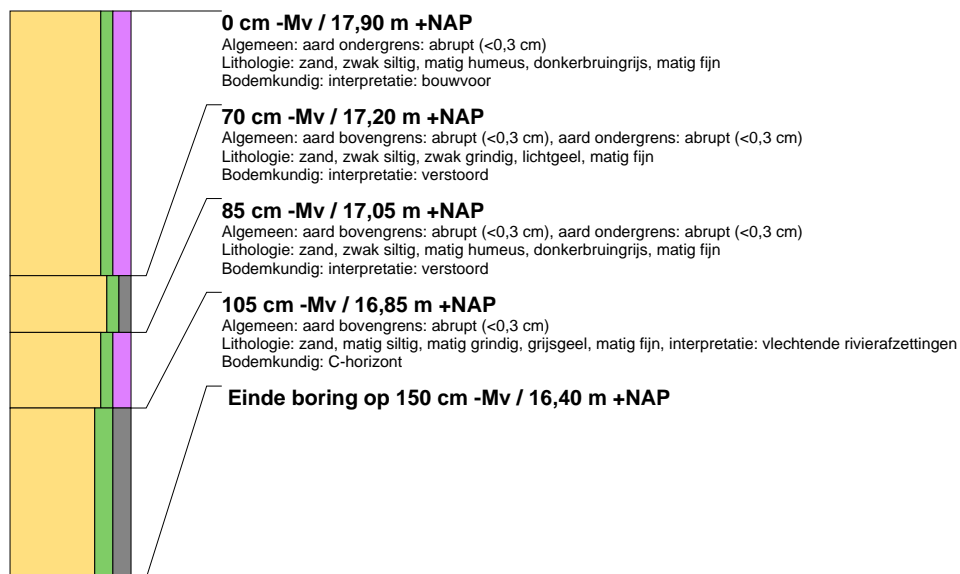 0 cm -Mv / 17,90 m +NAP
Algemeen: aard ondergrens: abrupt (<0,3 cm)
Lithologie: zand, zwak siltig, matig humeus, donkerbruingrijs, matig fijn
Bodemkundig: interpretatie: bouwvoor
70 cm -Mv / 17,20 m +NAP
Algemeen: aard bovengrens: abrupt (<0,3 cm), aard ondergrens: abrupt (<0,3 cm)
Lithologie: zand, zwak siltig, zwak grindig, lichtgeel, matig fijn
Bodemkundig: interpretatie: verstoord
85 cm -Mv / 17,05 m +NAP
Algemeen: aard bovengrens: abrupt (<0,3 cm), aard ondergrens: abrupt (<0,3 cm)
Lithologie: zand, zwak siltig, matig humeus, donkerbruingrijs, matig fijn
Bodemkundig: interpretatie: verstoord
105 cm -Mv / 16,85 m +NAP
Algemeen: aard bovengrens: abrupt (<0,3 cm)
Lithologie: zand, matig siltig, matig grindig, grijsgeel, matig fijn, interpretatie: vlechtende rivierafzettingen
Bodemkundig: C-horizont
Einde boring op 150 cm -Mv / 16,40 m +NAP